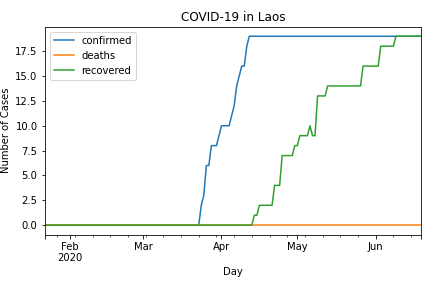 COVID-19 in Laos
confirmed
deaths
recovered
17.5
15.0
12.5
10.0
7.5
5.0
2.5
0.0
Number of Cases
Feb
2020
Mar
Apr
May
Jun
Day